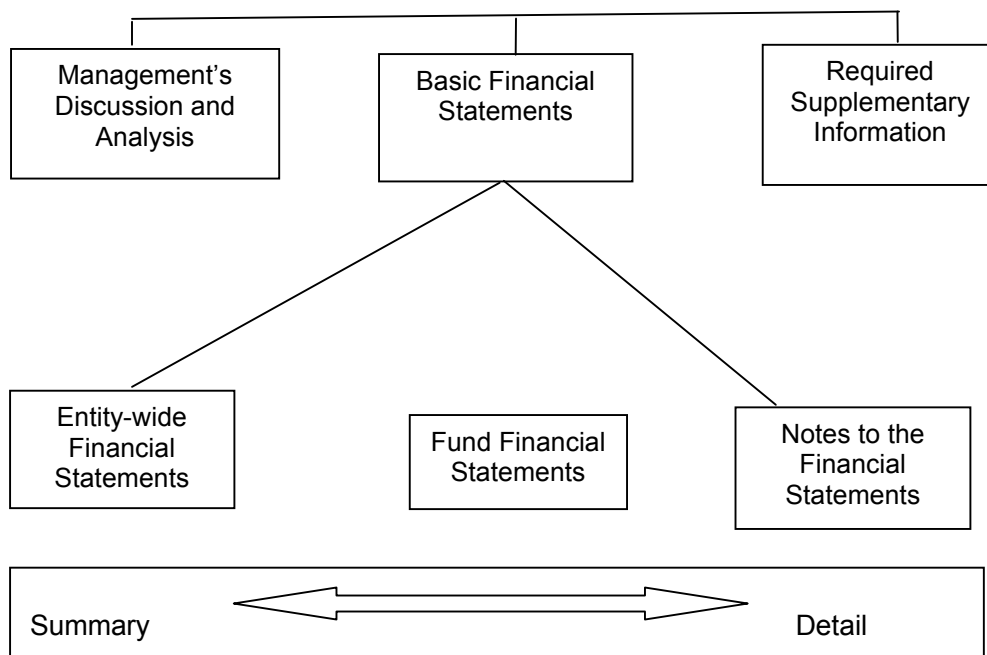 Management’s
Discussion and
Analysis
Basic Financial
Statements
Required
Supplementary
Information
Entity-wide
Financial
Statements
Fund Financial
Statements
Notes to the
Financial
Statements
Summary
Detail